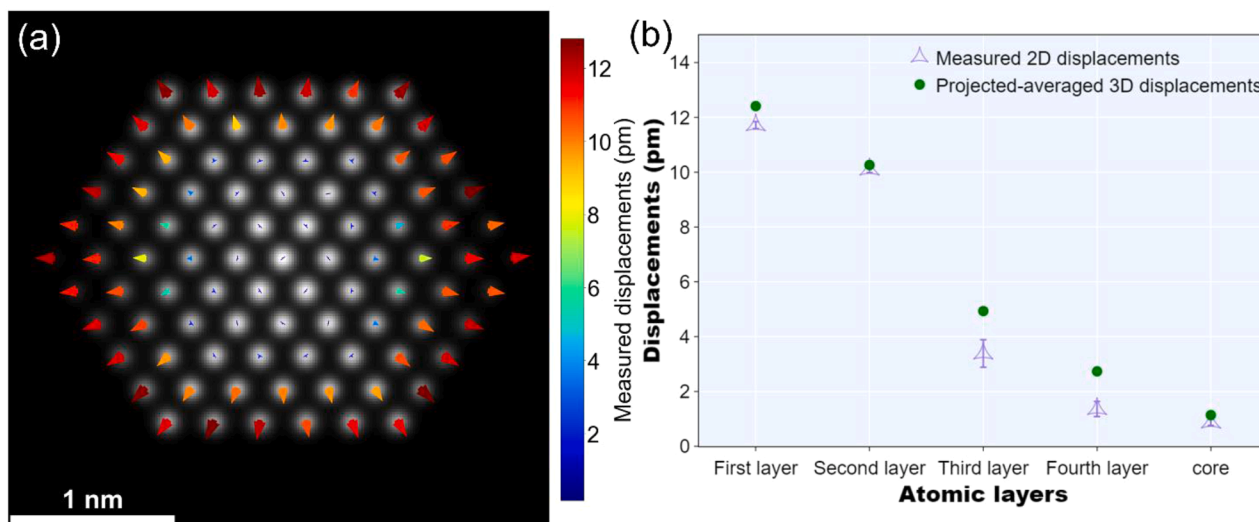 (a)
1 nm
12
10
8
6
4
2
Measured displacements (pm)
(b)
Measured 2D displacements
Projected-averaged 3D displacements
14
12
10
8
6
4
2
0
Displacements (pm)
First layer
Second layer
Third layer
Fourth layer
core
Atomic layers